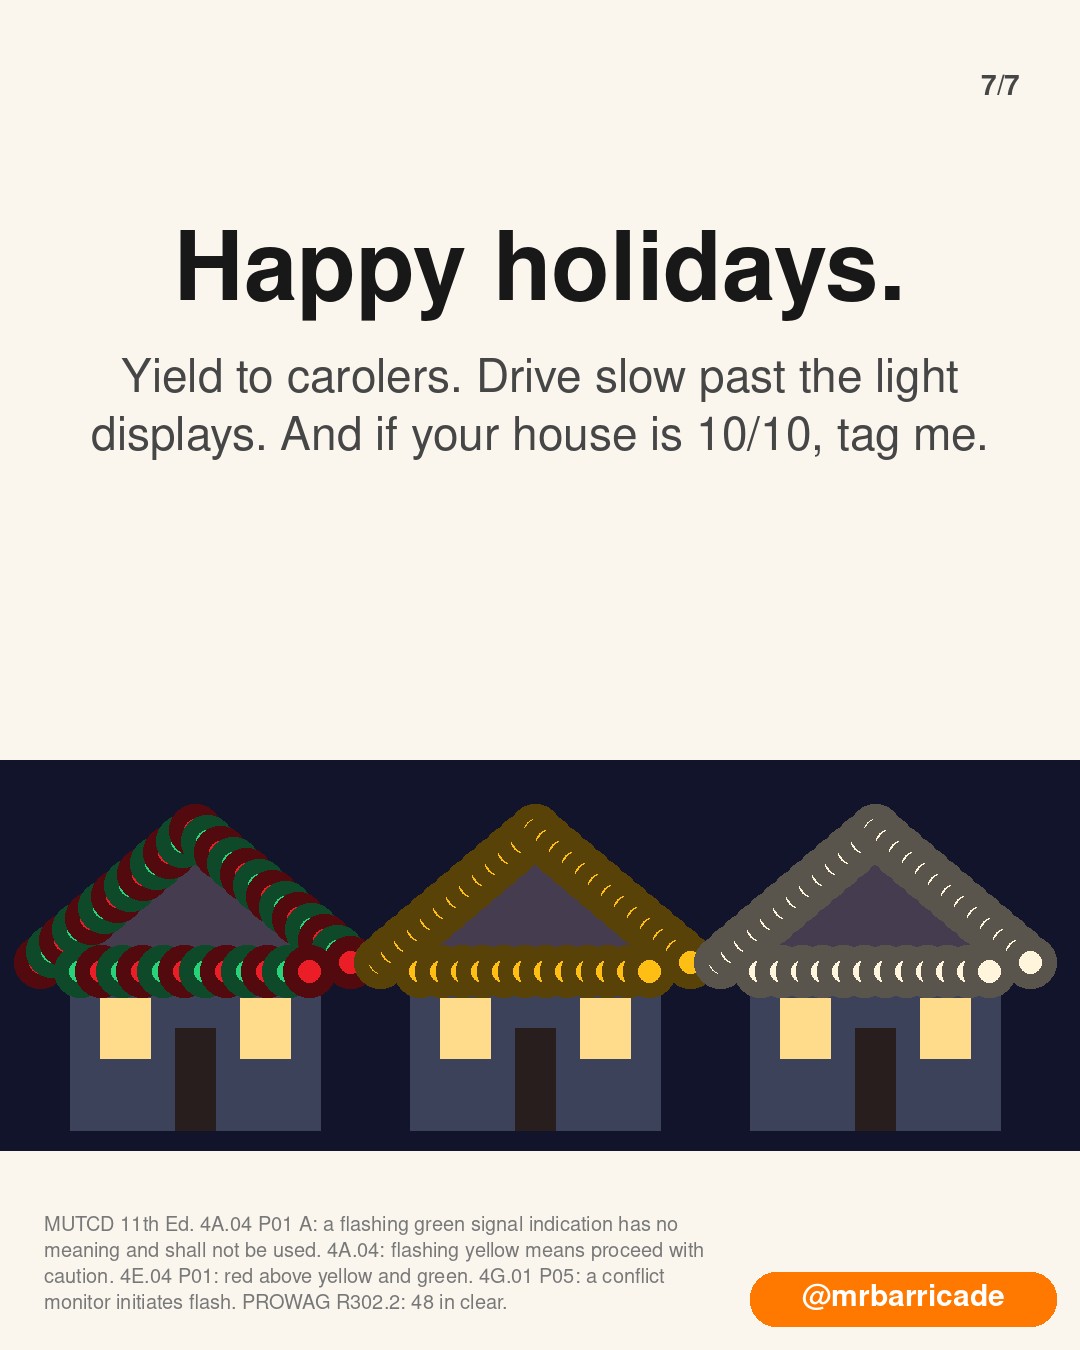 7/7
Happy holidays.
Yield to carolers. Drive slow past the light
displays. And if your house is 10/10, tag me.
MUTCD 11th Ed. 4A.04 P01 A: a flashing green signal indication has no
meaning and shall not be used. 4A.04: flashing yellow means proceed with
caution. 4E.04 P01: red above yellow and green. 4G.01 P05: a conflict
monitor initiates flash. PROWAG R302.2: 48 in clear.
@mrbarricade